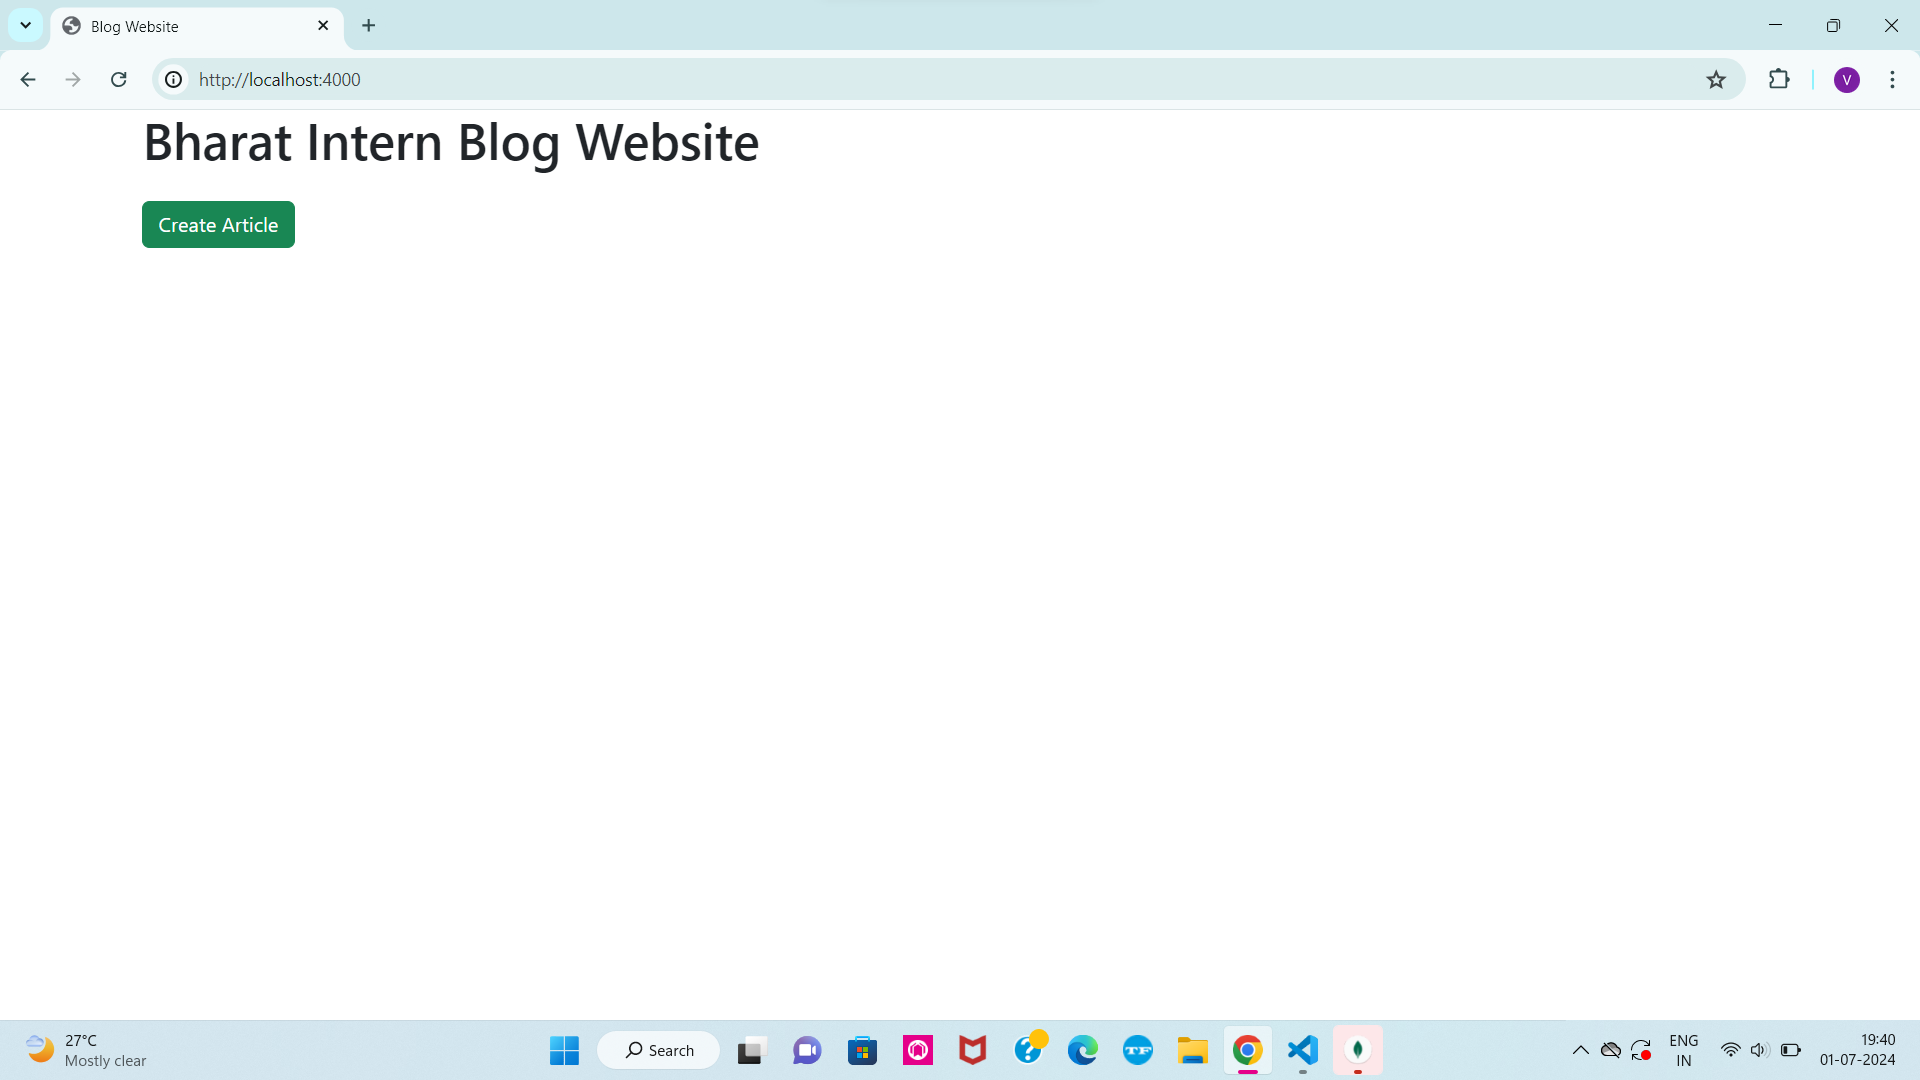 Blog Website
http://localhost:4000
V
Bharat Intern Blog Website
Create Article
27°C
Mostly clear
Search
TF
ENG
IN
19:40
01-07-2024